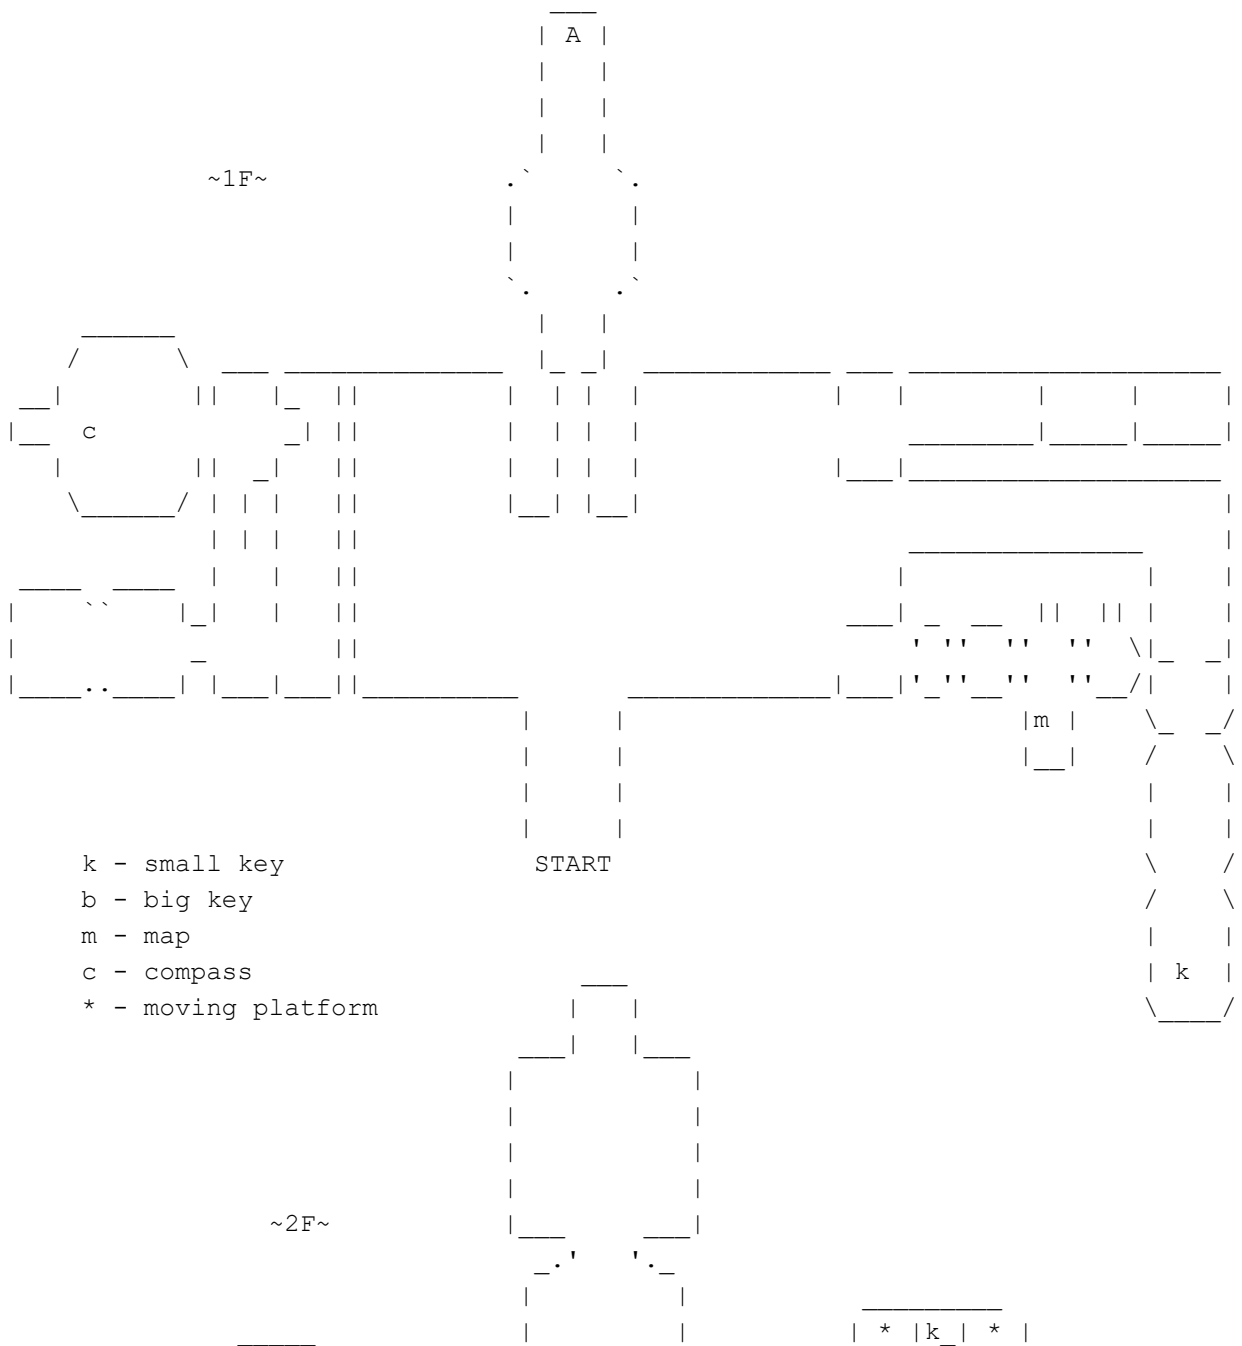 A
~1F~
c
m
k - small key
START
b - big key
m - map
c - compass
k
* - moving platform
~2F~
* k *